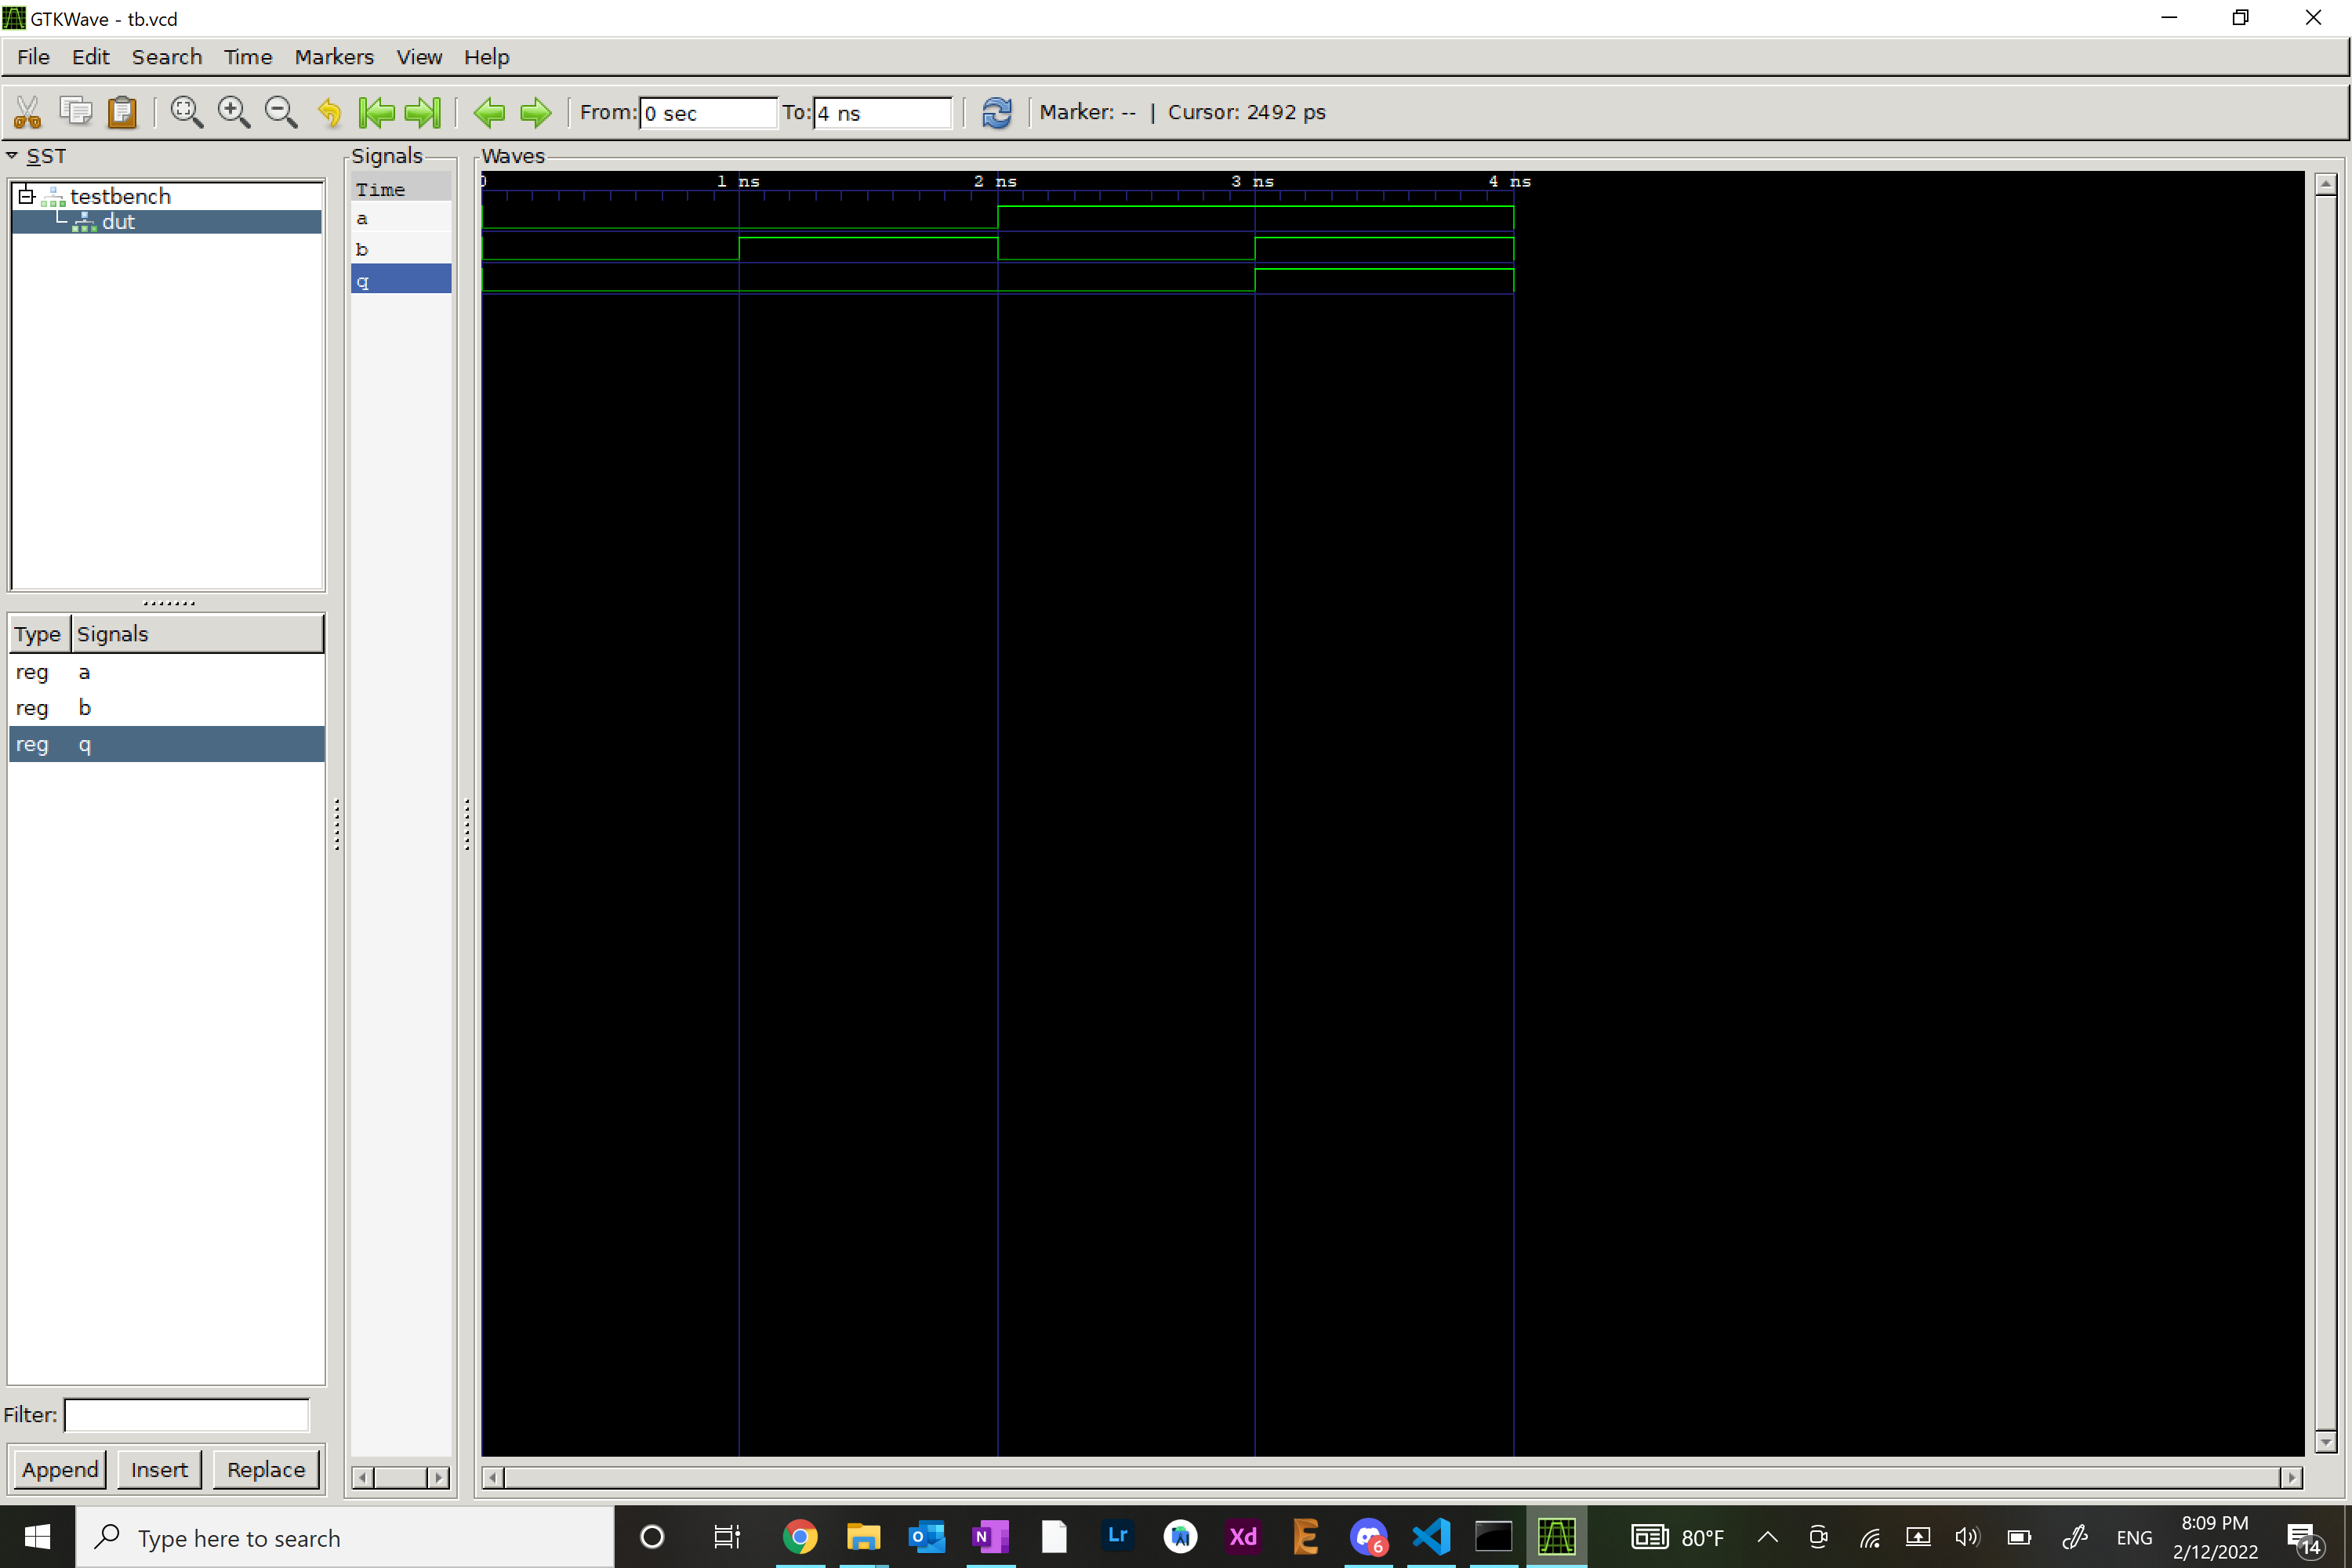 GTKWave - tb.vcd
File Edit Search Time Markers View Help
From: 0 sec To: 4 ns Marker: -- | Cursor: 2492 ps
SST
testbench
dut
Type Signals
reg a
reg b
reg q
Filter:
Append Insert Replace
Signals
Time
a
b
q
Waves
0 1 ns 2 ns 3 ns 4 ns
Type here to search
N
Lr
Xd
E
6
80°F
ENG
8:09 PM
2/12/2022
14